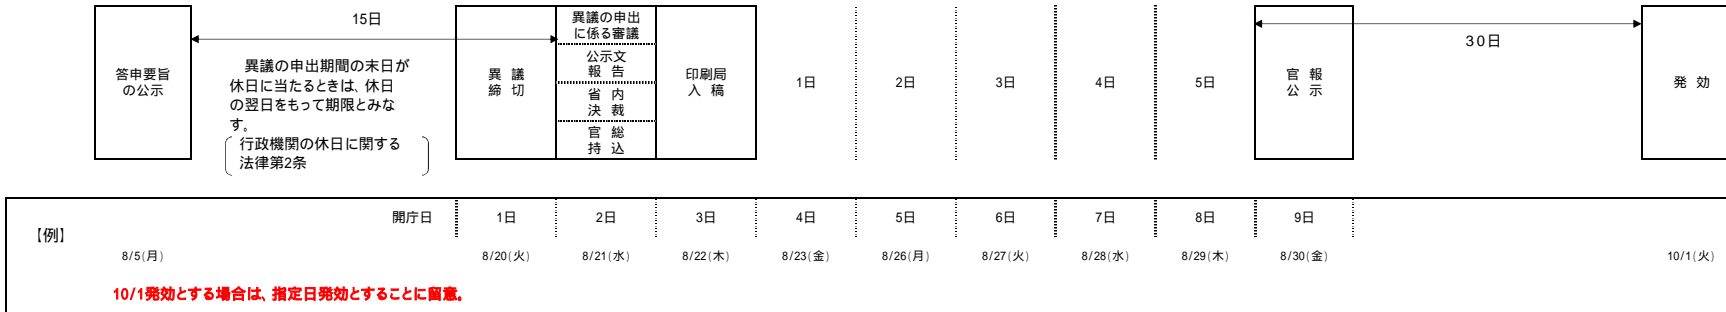 15日
答申要旨
の公示
異議の申出期間の末日が
休日に当たるときは、休日
の翌日をもって期限とみな
す。
行政機関の休日に関する
法律第2条
異 議
締 切
異議の申出
に係る審議
公示文
報 告
省 内
決 裁
官 総
持 込
印刷局
入 稿
1日
2日
3日
4日
5日
官 報
公 示
30日
発 効
【例】
開庁日
1日
2日
3日
4日
5日
6日
7日
8日
9日
8/5(月)
8/20(火)
8/21(水)
8/22(木)
8/23(金)
8/26(月)
8/27(火)
8/28(水)
8/29(木)
8/30(金)
10/1(火)
10/1発効とする場合は、指定日発効とすることに留意。